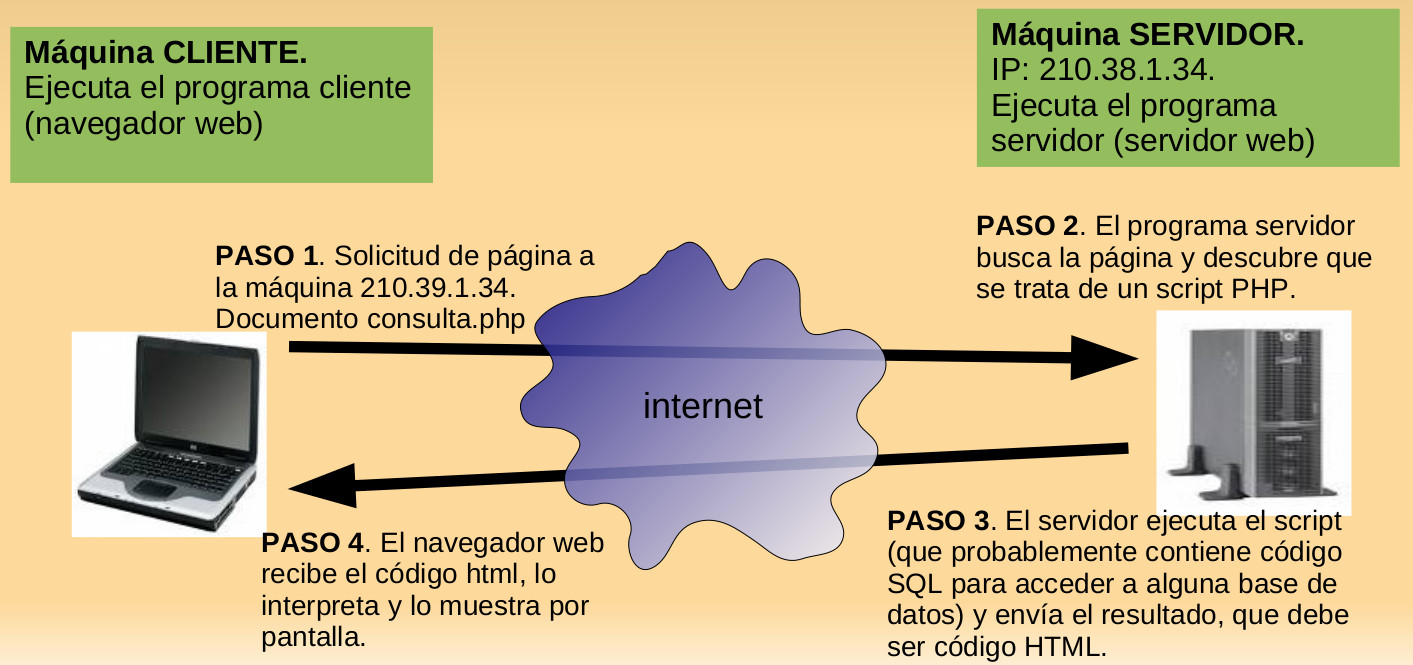 Máquina CLIENTE.
Ejecuta el programa cliente
(navegador web)
Máquina SERVIDOR.
IP: 210.38.1.34.
Ejecuta el programa
servidor (servidor web)
PASO 1. Solicitud de página a
la máquina 210.39.1.34.
Documento consulta.php
PASO 2. El programa servidor
busca la página y descubre que
se trata de un script PHP.
internet
PASO 3. El servidor ejecuta el script
(que probablemente contiene código
SQL para acceder a alguna base de
datos) y envía el resultado, que debe
ser código HTML.
PASO 4. El navegador web
recibe el código html, lo
interpreta y lo muestra por
pantalla.